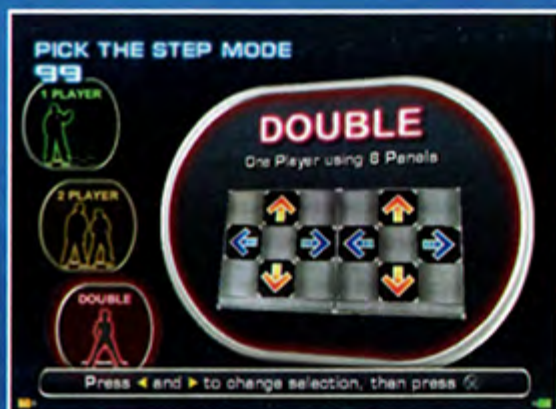 PICK THE STEP MODE
99
1 PLAYER
2 PLAYER
DOUBLE
DOUBLE
One Player using 8 Panels
Press ◀ and ▶ to change selection, then press ⓧ